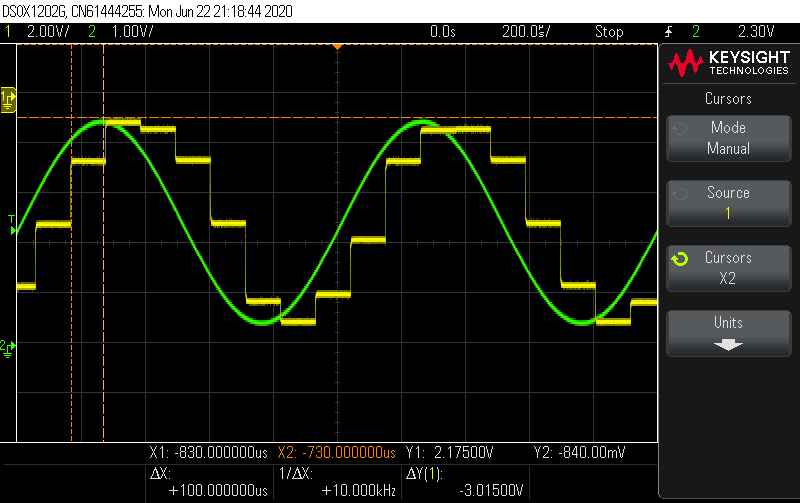 DSOX1202G, CN61444255: Mon Jun 22 21:18:44 2020
1 2.00V/ 2 1.00V/ 0.0s 200.0us/ Stop 2 2.30V
KEYSIGHT
TECHNOLOGIES
Cursors
Mode
Manual
Source
1
Cursors
X2
Units
1
T
2
X1: -830.000000us X2: -730.000000us Y1: 2.17500V Y2: -840.00mV
ΔX: 1/ΔX: ΔY(1):
+100.000000us +10.000kHz -3.01500V